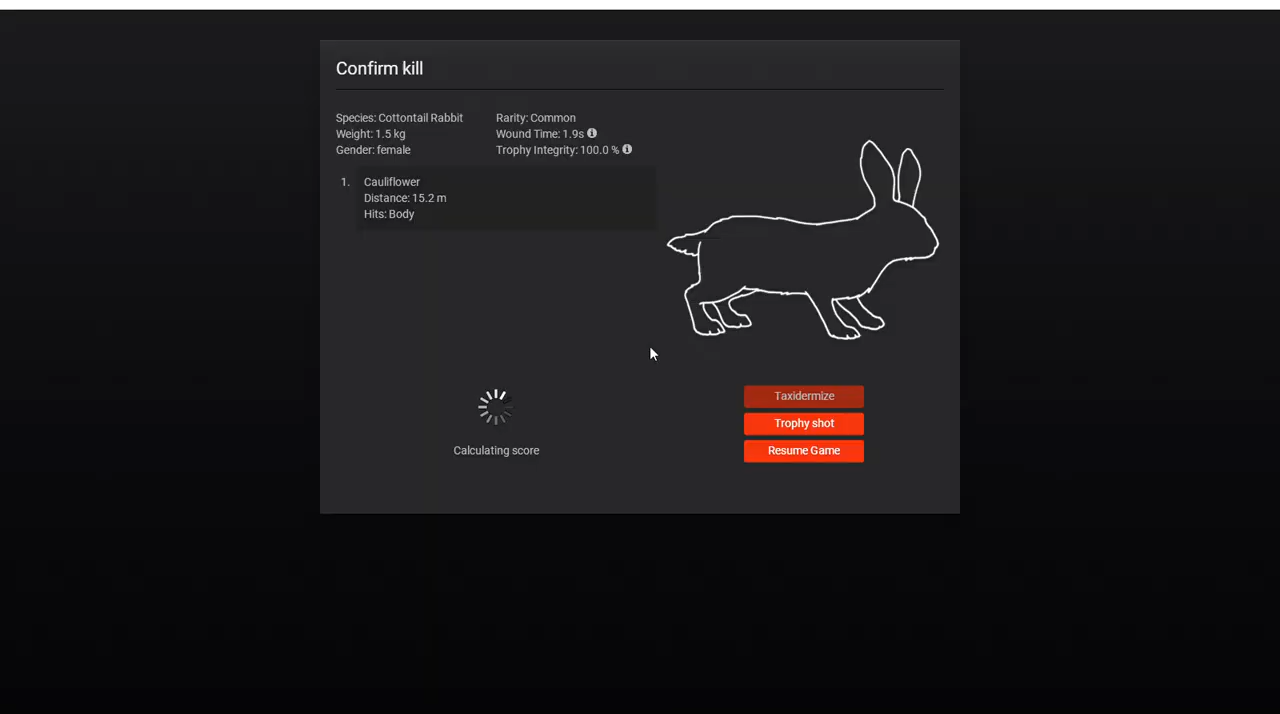 Confirm kill
Species: Cottontail Rabbit
Weight: 1.5 kg
Gender: female
Rarity: Common
Wound Time: 1.9s
Trophy Integrity: 100.0 %
1. Cauliflower
Distance: 15.2 m
Hits: Body
Calculating score
Taxidermize
Trophy shot
Resume Game